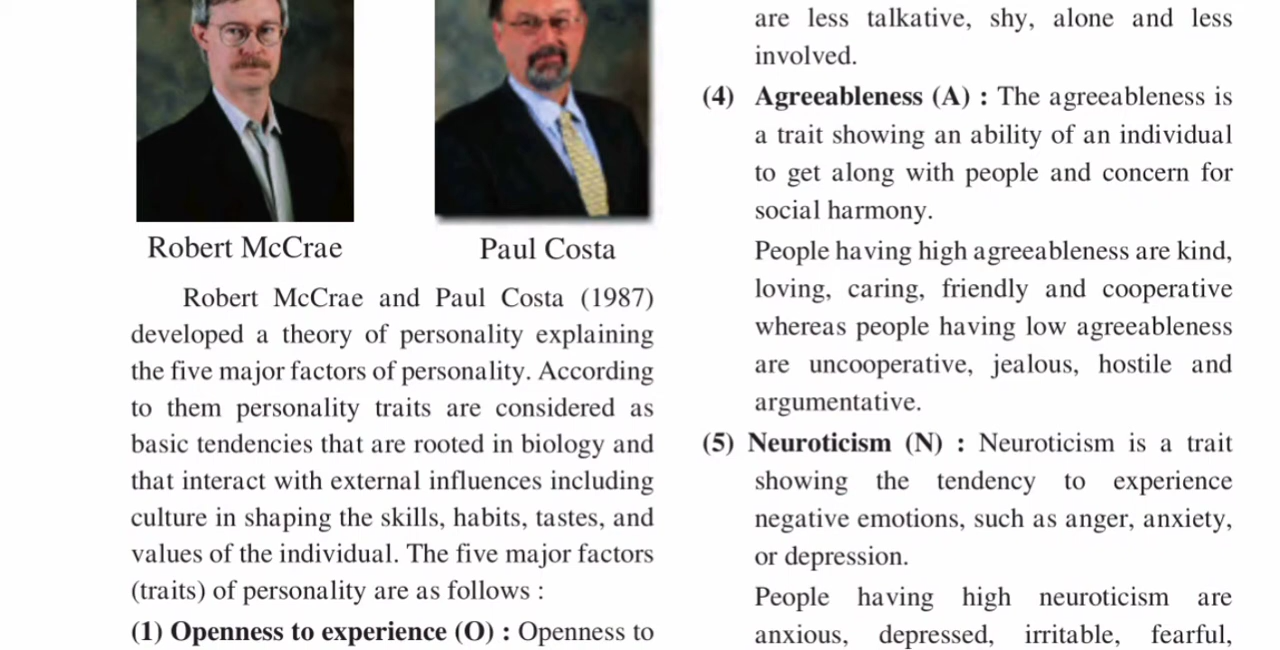 Robert McCrae
Paul Costa
Robert McCrae and Paul Costa (1987)
developed a theory of personality explaining
the five major factors of personality. According
to them personality traits are considered as
basic tendencies that are rooted in biology and
that interact with external influences including
culture in shaping the skills, habits, tastes, and
values of the individual. The five major factors
(traits) of personality are as follows :
(1) Openness to experience (O) : Openness to
are less talkative, shy, alone and less
involved.
(4) Agreeableness (A) : The agreeableness is
a trait showing an ability of an individual
to get along with people and concern for
social harmony.
People having high agreeableness are kind,
loving, caring, friendly and cooperative
whereas people having low agreeableness
are uncooperative, jealous, hostile and
argumentative.
(5) Neuroticism (N) : Neuroticism is a trait
showing the tendency to experience
negative emotions, such as anger, anxiety,
or depression.
People having high neuroticism are
anxious, depressed, irritable, fearful,